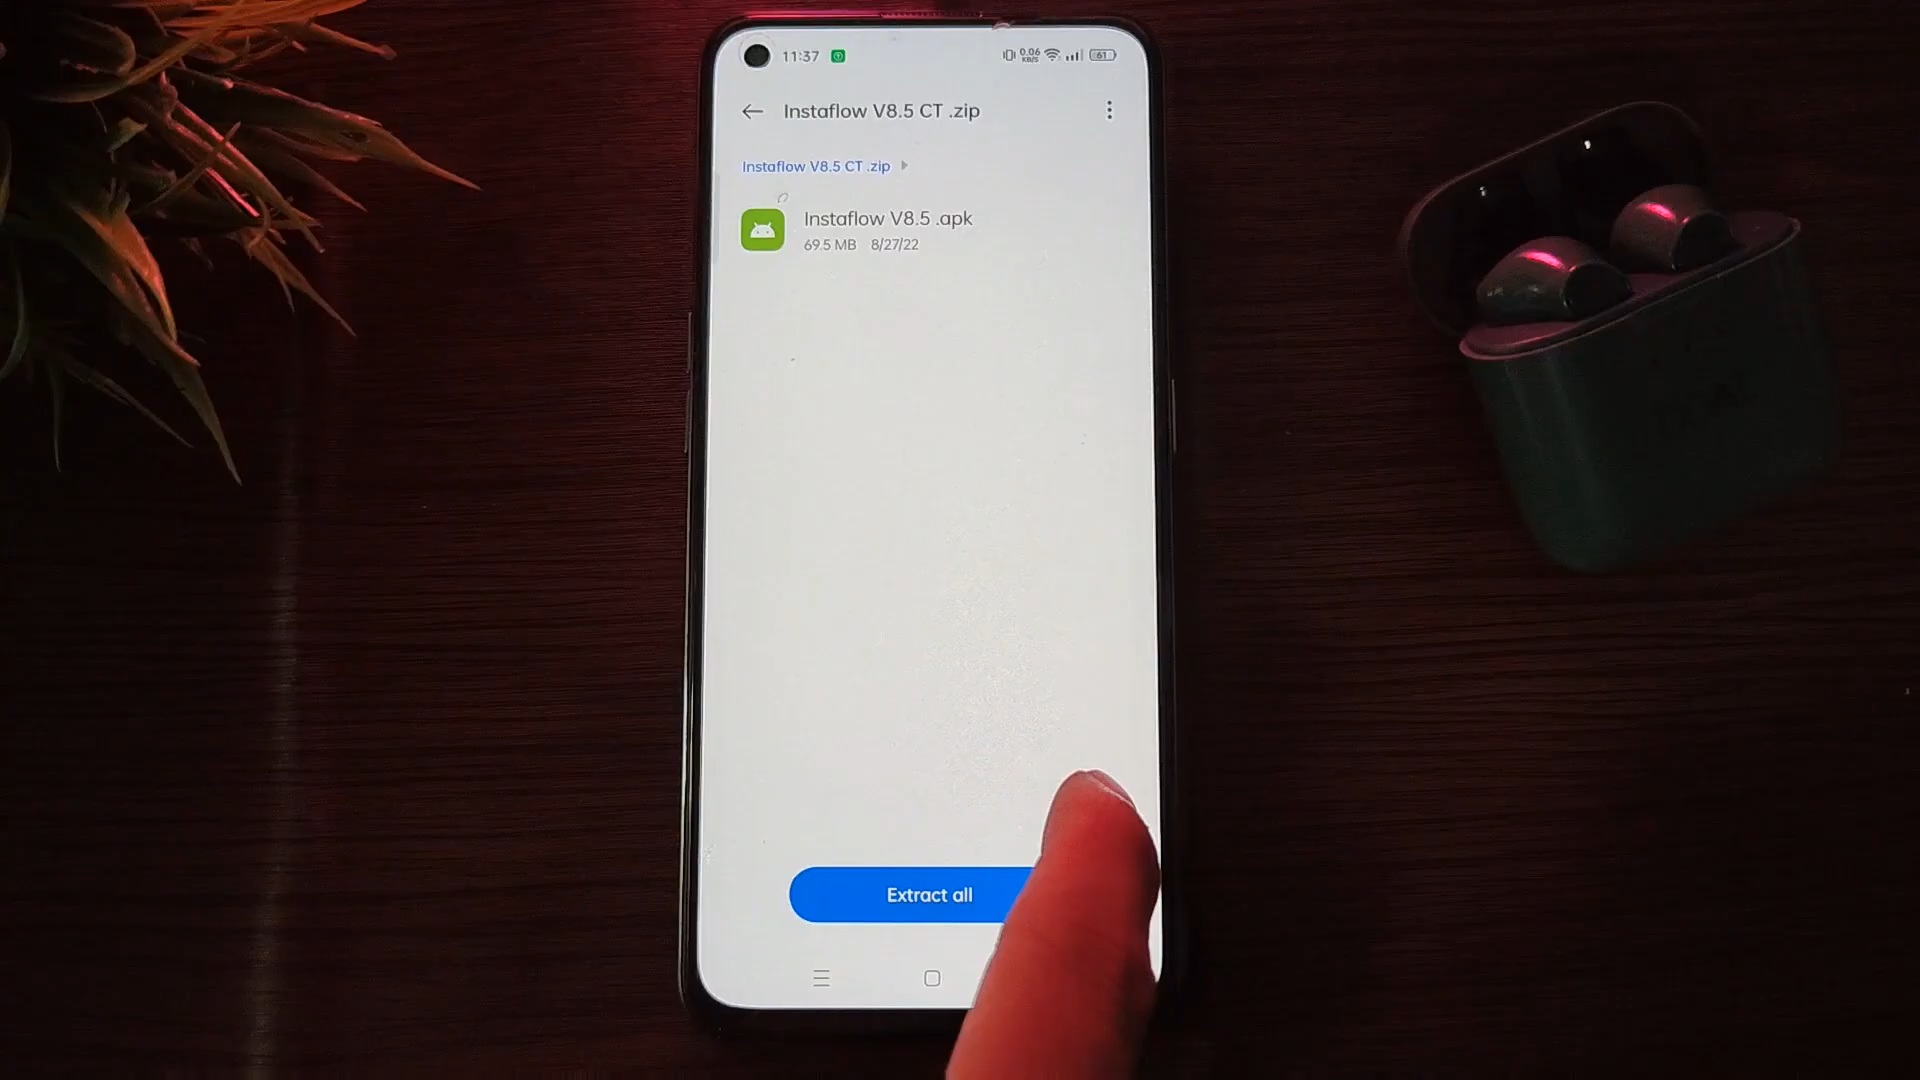 11:37
0.06
KB/S
61
Instaflow V8.5 CT .zip
Instaflow V8.5 CT .zip
Instaflow V8.5 .apk
69.5 MB 8/27/22
Extract all